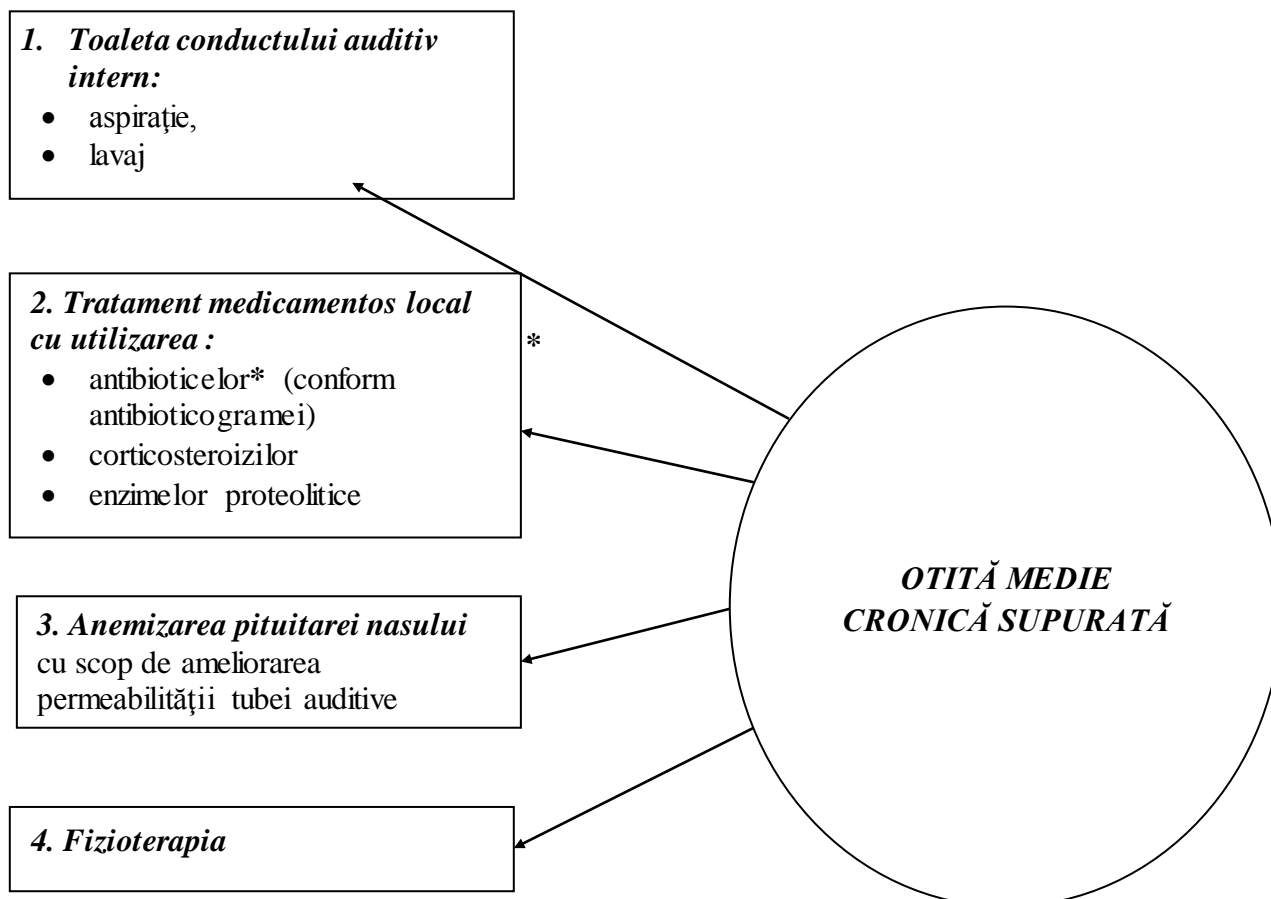 1. Toaleta conductului auditiv
intern:
• aspiraţie,
• lavaj
2. Tratament medicamentos local
cu utilizarea :
*
• antibioticelor* (conform
antibioticogramei)
• corticosteroizilor
• enzimelor proteolitice
OTITĂ MEDIE
CRONICĂ SUPURATĂ
3. Anemizarea pituitarei nasului
cu scop de ameliorarea
permeabilităţii tubei auditive
4. Fizioterapia